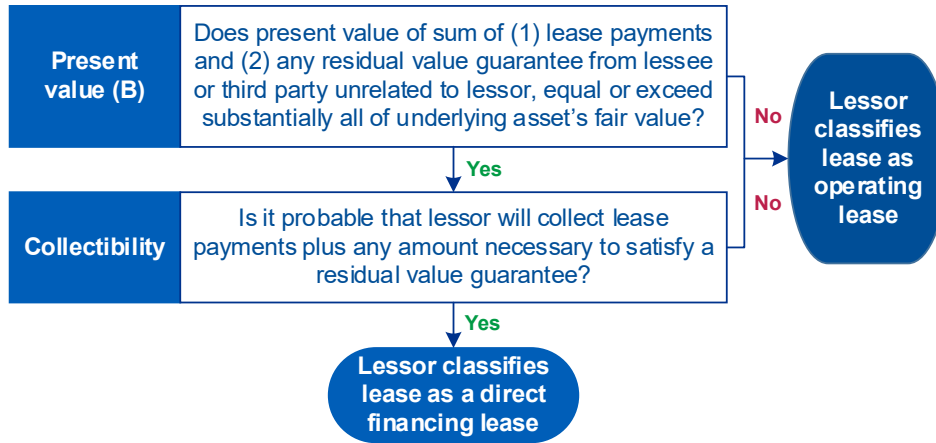 Present
value (B)
Does present value of sum of (1) lease payments
and (2) any residual value guarantee from lessee
or third party unrelated to lessor, equal or exceed
substantially all of underlying asset's fair value?
No
Lessor
classifies
lease as
operating
lease
Yes
No
Collectibility
Is it probable that lessor will collect lease
payments plus any amount necessary to satisfy a
residual value guarantee?
Yes
Lessor classifies
lease as a direct
financing lease